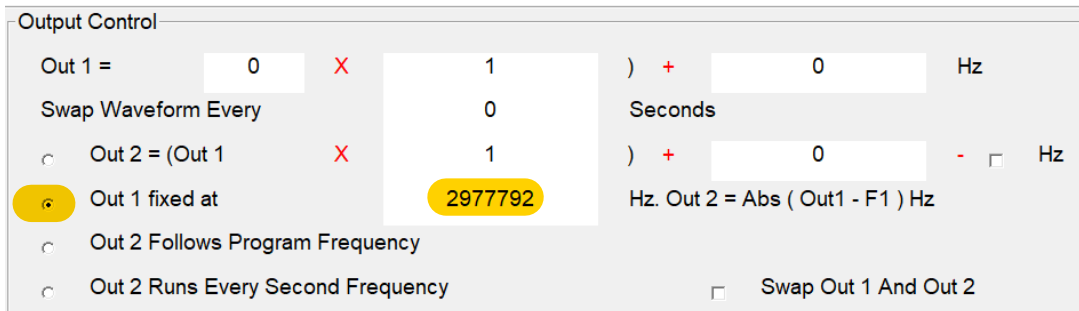 Output Control
Out 1 = 0 X 1 ) + 0 Hz
Swap Waveform Every 0 Seconds
Out 2 = (Out 1 X 1 ) + 0 - Hz
Out 1 fixed at 2977792 Hz. Out 2 = Abs ( Out1 - F1 ) Hz
Out 2 Follows Program Frequency
Out 2 Runs Every Second Frequency Swap Out 1 And Out 2